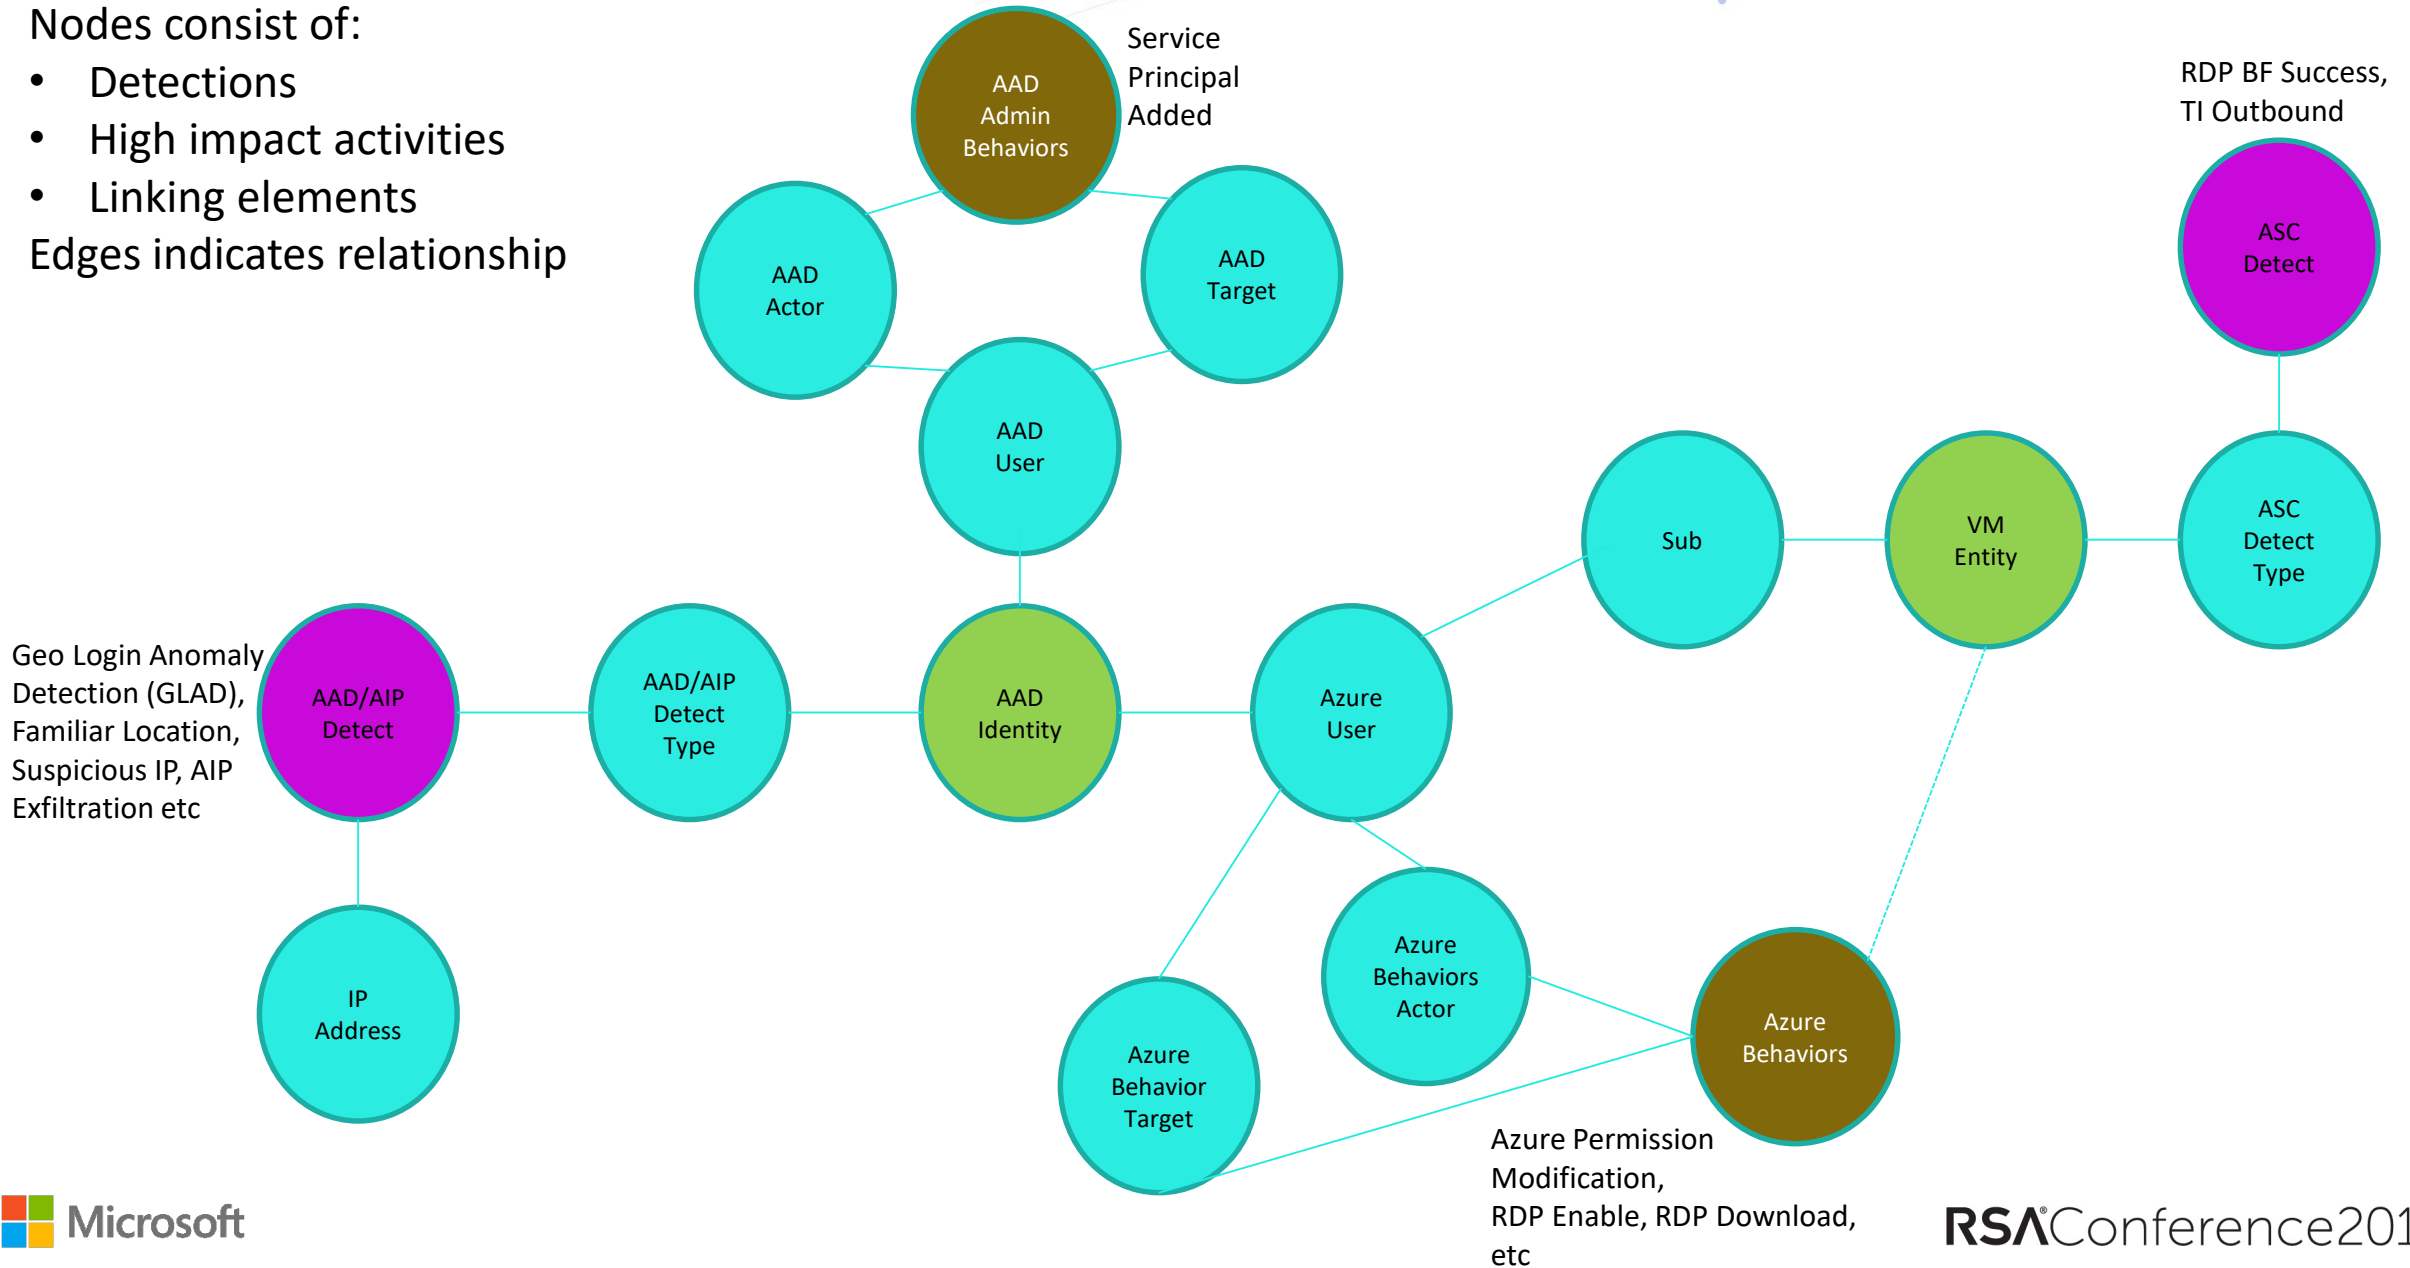 Nodes consist of:
• Detections
• High impact activities
• Linking elements
Edges indicates relationship
AAD
Admin
Behaviors
Service
Principal
Added
RDP BF Success,
TI Outbound
AAD
Actor
AAD
Target
ASC
Detect
AAD
User
Sub
VM
Entity
ASC
Detect
Type
Geo Login Anomaly
Detection (GLAD),
Familiar Location,
Suspicious IP, AIP
Exfiltration etc
AAD/AIP
Detect
AAD/AIP
Detect
Type
AAD
Identity
Azure
User
IP
Address
Azure
Behavior
Target
Azure
Behaviors
Actor
Azure
Behaviors
Azure Permission
Modification,
RDP Enable, RDP Download,
etc
Microsoft
RSA®Conference201